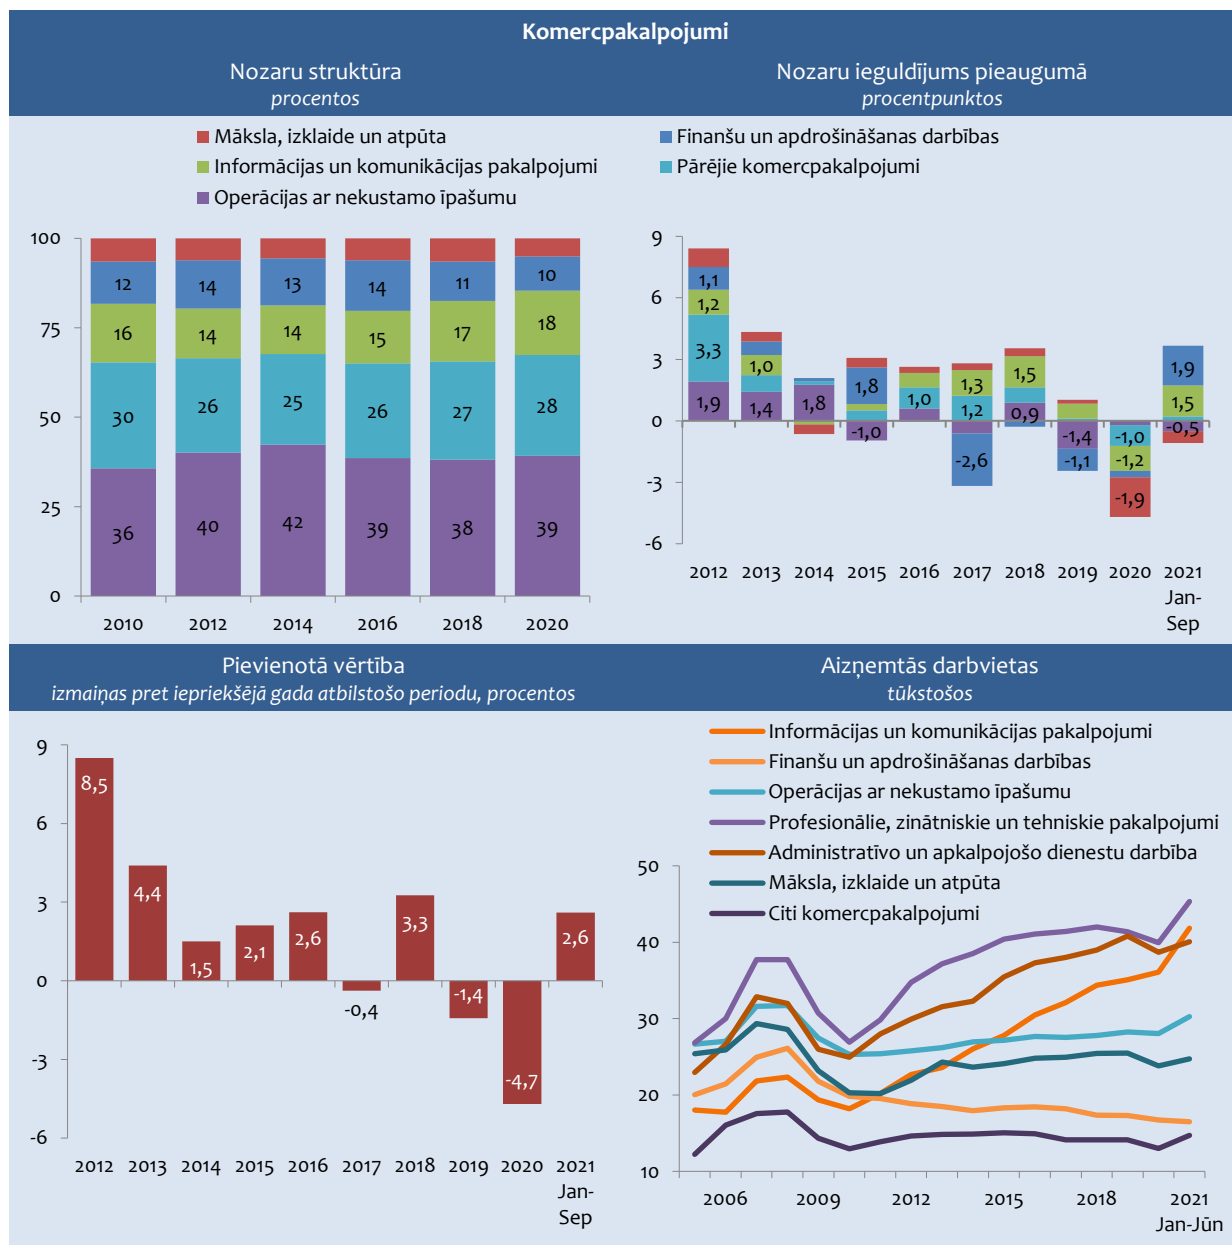 Komercpakalpojumi
Nozaru struktūra
procentos
Nozaru ieguldījums pieaugumā
procentpunktos
Māksla, izklaide un atpūta
Informācijas un komunikācijas pakalpojumi
Operācijas ar nekustamo īpašumu
Finanšu un apdrošināšanas darbības
Pārējie komercpakalpojumi
100
75
50
25
0
12 14 13 14 11 10
16 14 14 15 17 18
30 26 25 26 27 28
36 40 42 39 38 39
2010 2012 2014 2016 2018 2020
9
6
3
0
-3
-6
1,1
1,2
3,3
1,9
1,0
1,4
1,8
1,8
-1,0
1,0
1,3
1,2
-2,6
1,5
0,9
-1,4
-1,1
-1,0
-1,2
-1,9
1,9
1,5
-0,5
2012 2013 2014 2015 2016 2017 2018 2019 2020 2021
Jan-
Sep
Pievienotā vērtība
izmaiņas pret iepriekšējā gada atbilstošo periodu, procentos
9
6
3
0
-3
-6
8,5
4,4
1,5
2,1
2,6
-0,4
3,3
-1,4
-4,7
2,6
2012 2013 2014 2015 2016 2017 2018 2019 2020 2021
Jan-
Sep
Aizņemtās darbvietas
tūkstošos
Informācijas un komunikācijas pakalpojumi
Finanšu un apdrošināšanas darbības
Operācijas ar nekustamo īpašumu
Profesionālie, zinātniskie un tehniskie pakalpojumi
Administratīvo un apkalpojošo dienestu darbība
Māksla, izklaide un atpūta
Citi komercpakalpojumi
50
40
30
20
10
2006 2009 2012 2015 2018 2021
Jan-Jūn